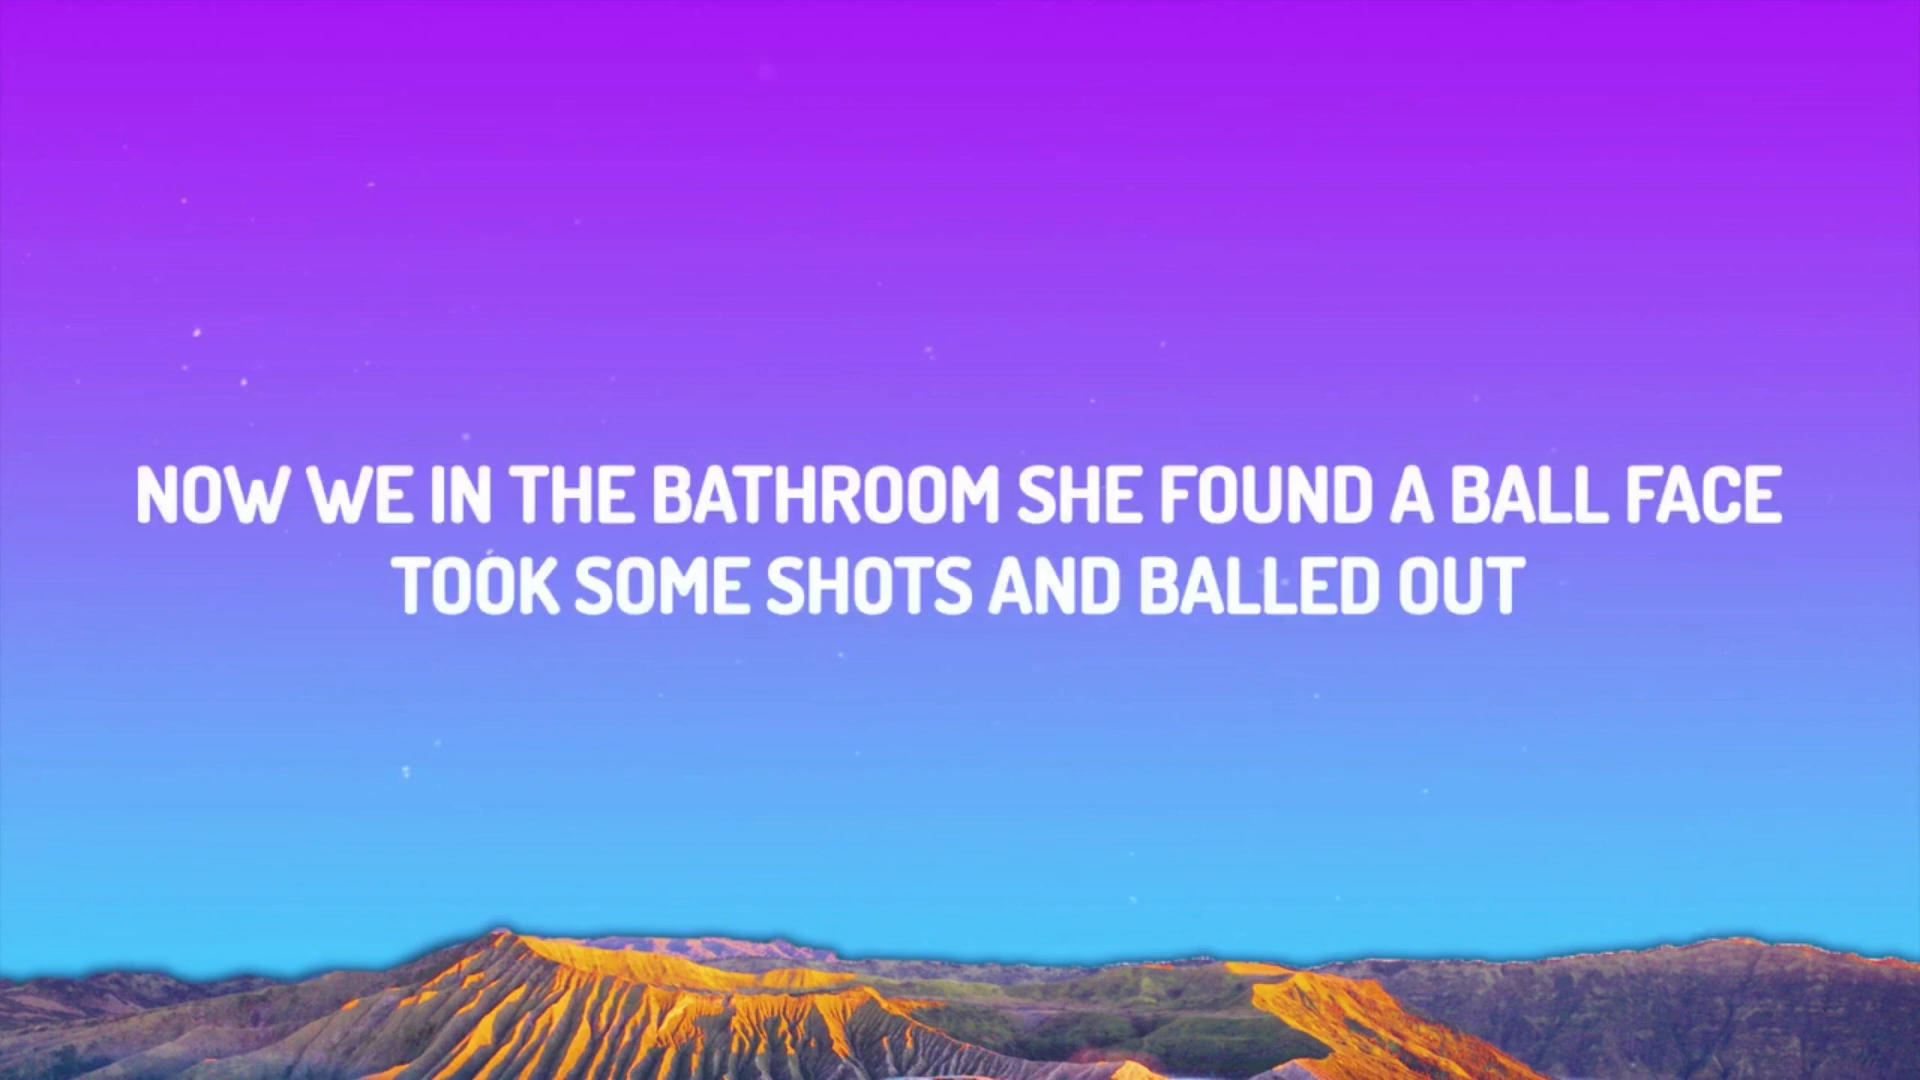 NOW WE IN THE BATHROOM SHE FOUND A BALL FACE
TOOK SOME SHOTS AND BALLED OUT